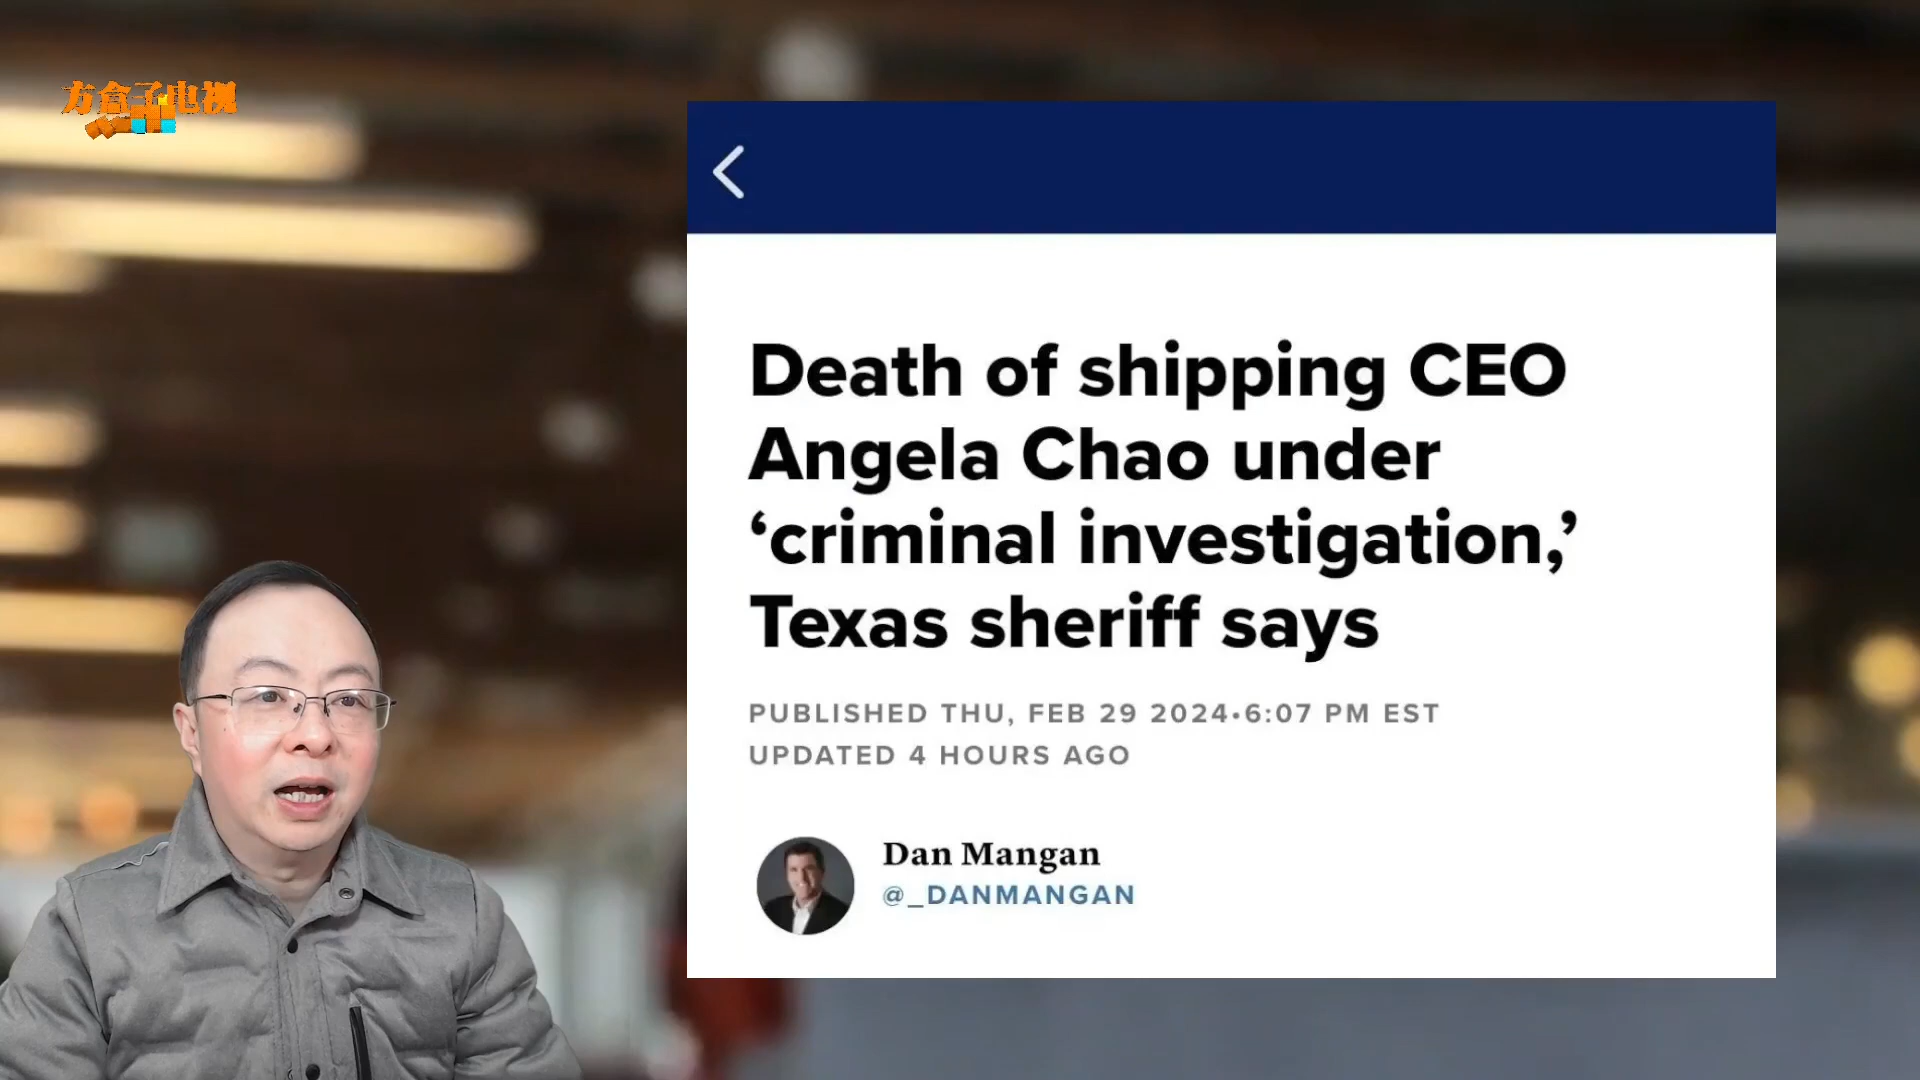 方盒子电视
Death of shipping CEO
Angela Chao under
‘criminal investigation,’
Texas sheriff says
PUBLISHED THU, FEB 29 2024•6:07 PM EST
UPDATED 4 HOURS AGO
Dan Mangan
@_DANMANGAN